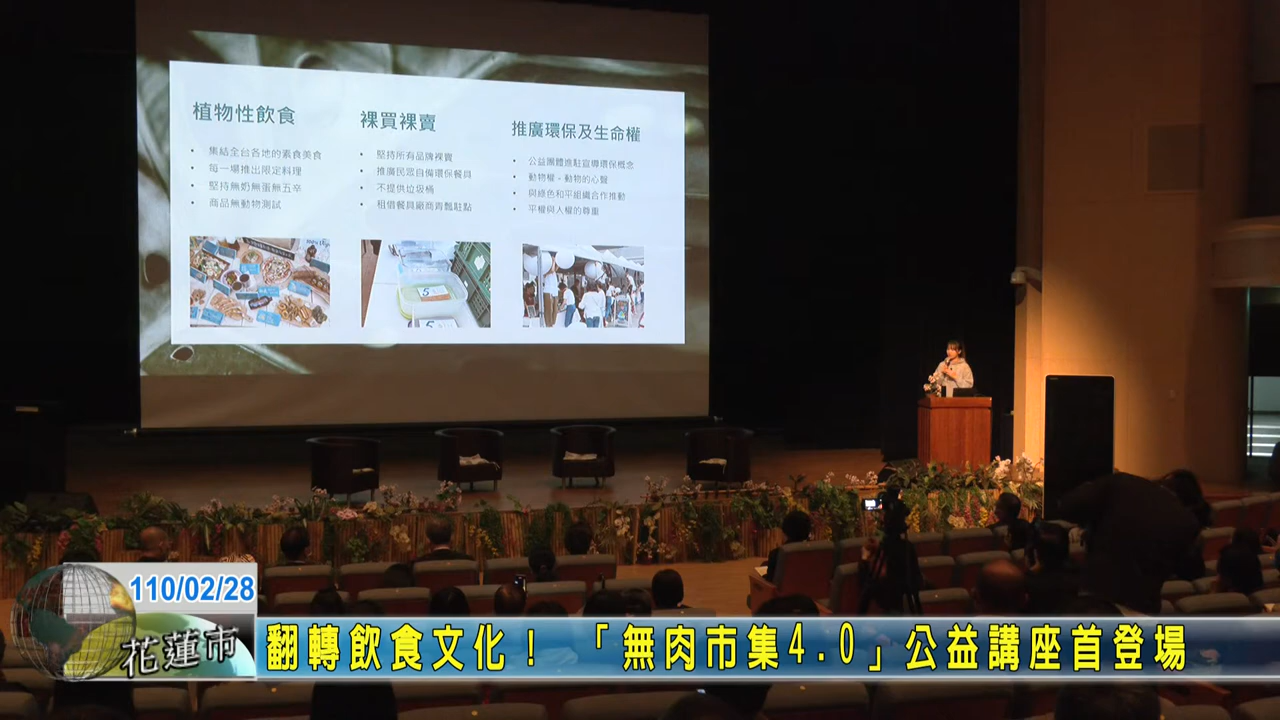 植物性飲食
• 集結全台各地的素食美食
• 每一場推出限定料理
• 堅持無奶無蛋無五辛
• 商品無動物測試
裸買裸賣
• 堅持所有品牌裸賣
• 推廣民眾自備環保餐具
• 不提供垃圾桶
• 租借餐具廠商青瓢駐點
推廣環保及生命權
• 公益團體進駐宣導環保概念
• 動物權 - 動物的心聲
• 與綠色和平組織合作推動
• 平權與人權的尊重
5
5
110/02/28
花蓮市
翻轉飲食文化！ 「無肉市集4.0」公益講座首登場